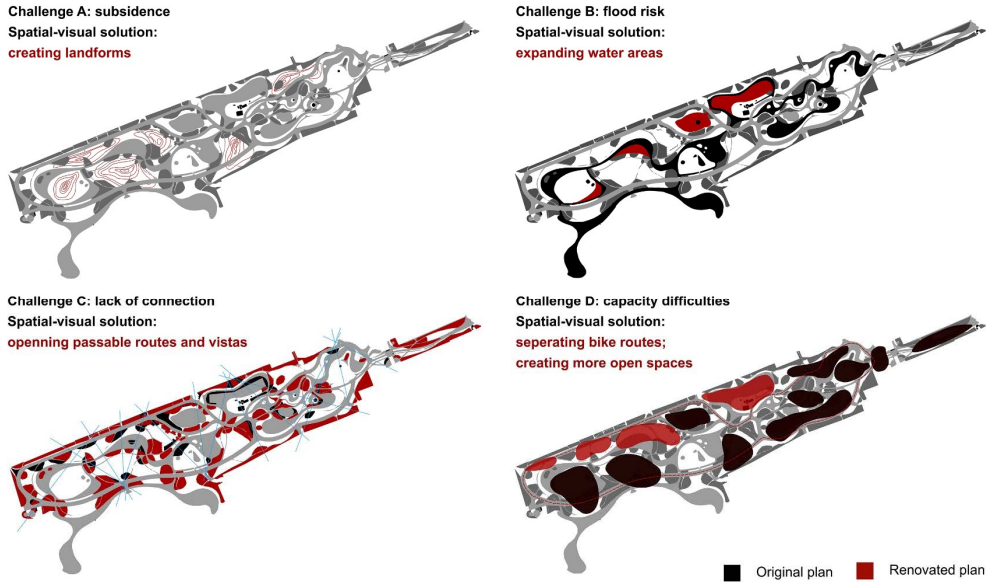 Challenge A: subsidence
Spatial-visual solution:
creating landforms
Challenge B: flood risk
Spatial-visual solution:
expanding water areas
Challenge C: lack of connection
Spatial-visual solution:
openning passable routes and vistas
Challenge D: capacity difficulties
Spatial-visual solution:
seperating bike routes;
creating more open spaces
Original plan
Renovated plan